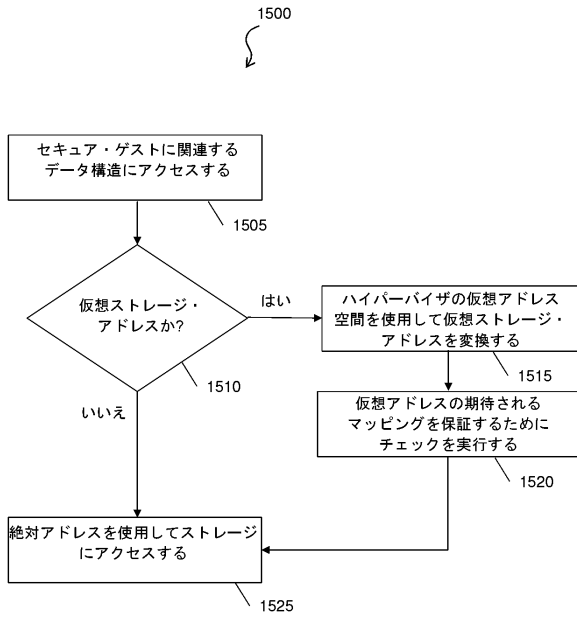 1500
セキュア・ゲストに関連する
データ構造にアクセスする
1505
仮想ストレージ・
アドレスか?
はい
1510
いいえ
ハイパーバイザの仮想アドレス
空間を使用して仮想ストレージ・
アドレスを変換する
1515
仮想アドレスの期待される
マッピングを保証するために
チェックを実行する
1520
絶対アドレスを使用してストレージ
にアクセスする
1525